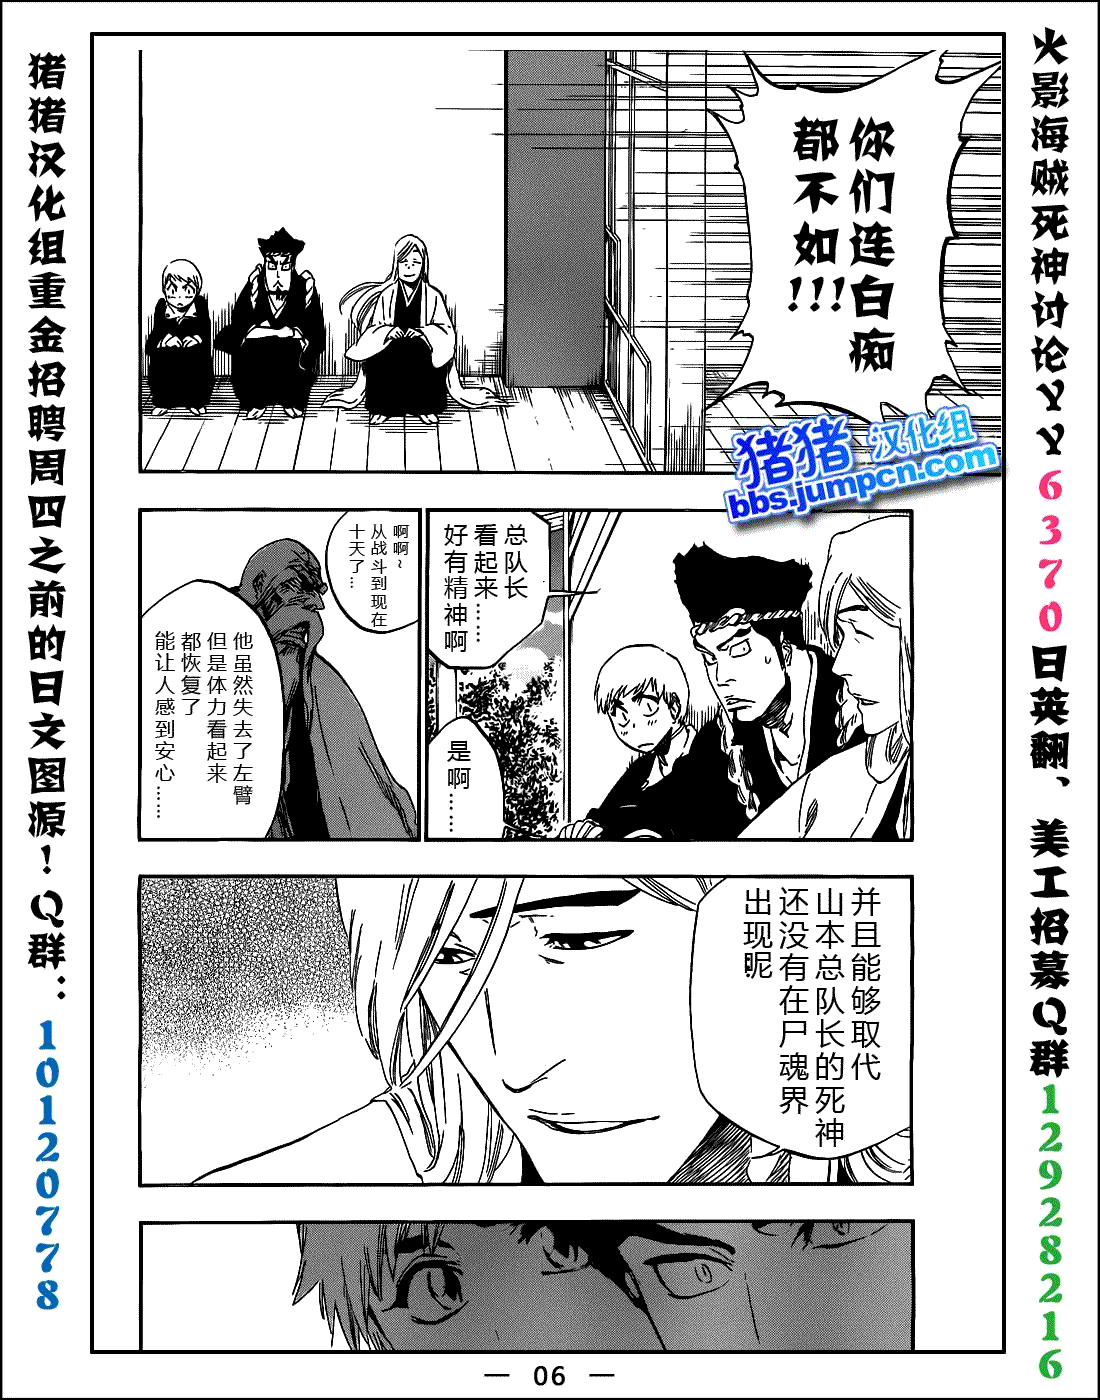 火影海贼死神讨论YY6370日英翻、美工招募Q群12928216
你们连白痴
都不如!!!
猪猪汉化组
bbs.jumpcn.com
总队长
看起来……
好有精神啊
是啊……
啊啊~
从战斗到现在
十天了…
他虽然失去了左臂
但是体力看起来
都恢复了
能让人感到安心……
并且能够取代
山本总队长的死神
还没有在尸魂界
出现呢
猪猪汉化组重金招聘周四之前的日文图源!Q群:10120778
— 06 —